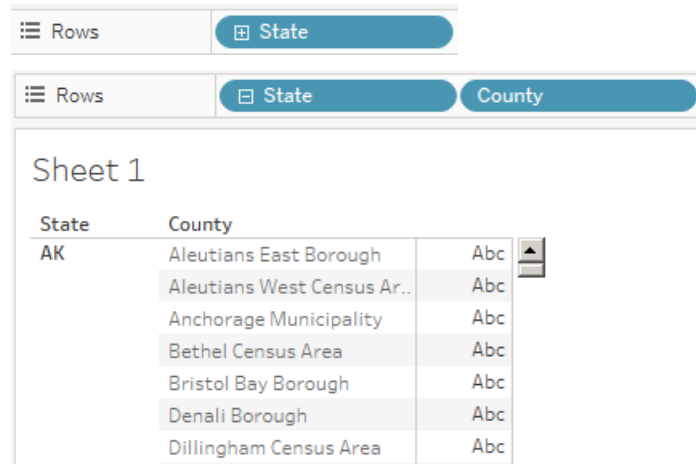 Rows State
Rows State County
Sheet 1
State County
AK Aleutians East Borough Abc
Aleutians West Census Ar.. Abc
Anchorage Municipality Abc
Bethel Census Area Abc
Bristol Bay Borough Abc
Denali Borough Abc
Dillingham Census Area Abc